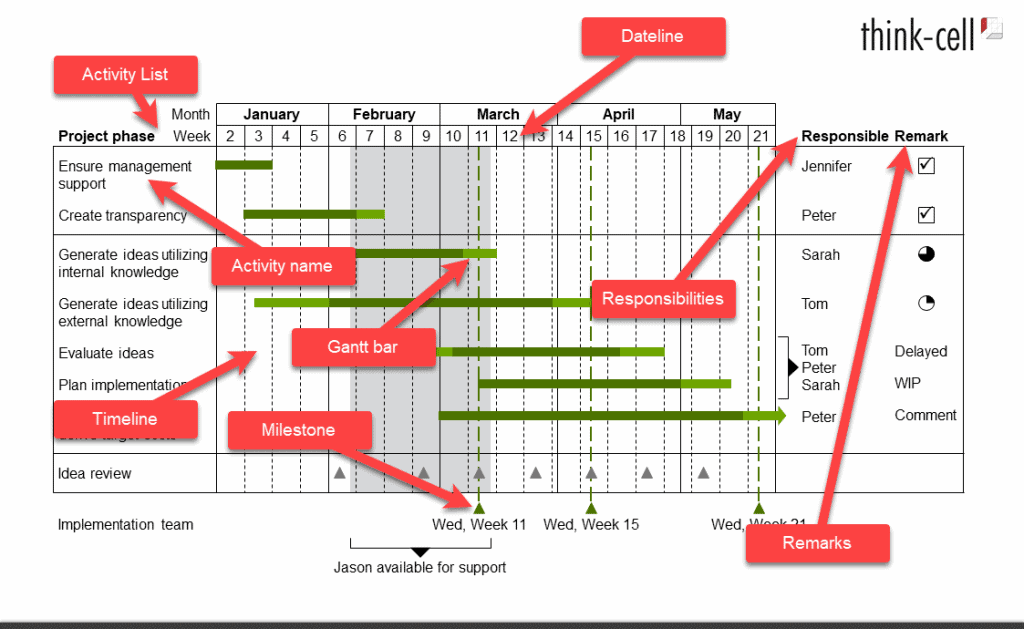 Dateline
think-cell
Activity List
Month January February March April May
Project phase Week 2 3 4 5 6 7 8 9 10 11 12 13 14 15 16 17 18 19 20 21 Responsible Remark
Ensure management
support
Jennifer
Create transparency
Peter
Generate ideas utilizing
internal knowledge
Sarah
Activity name
Generate ideas utilizing
external knowledge
Responsibilities
Tom
Gantt bar
Evaluate ideas
Tom
Peter
Sarah
Delayed
Plan implementation
WIP
Timeline
Milestone
Peter
Comment
Idea review
Implementation team
Wed, Week 11
Wed, Week 15
Wed, Week 21
Remarks
Jason available for support